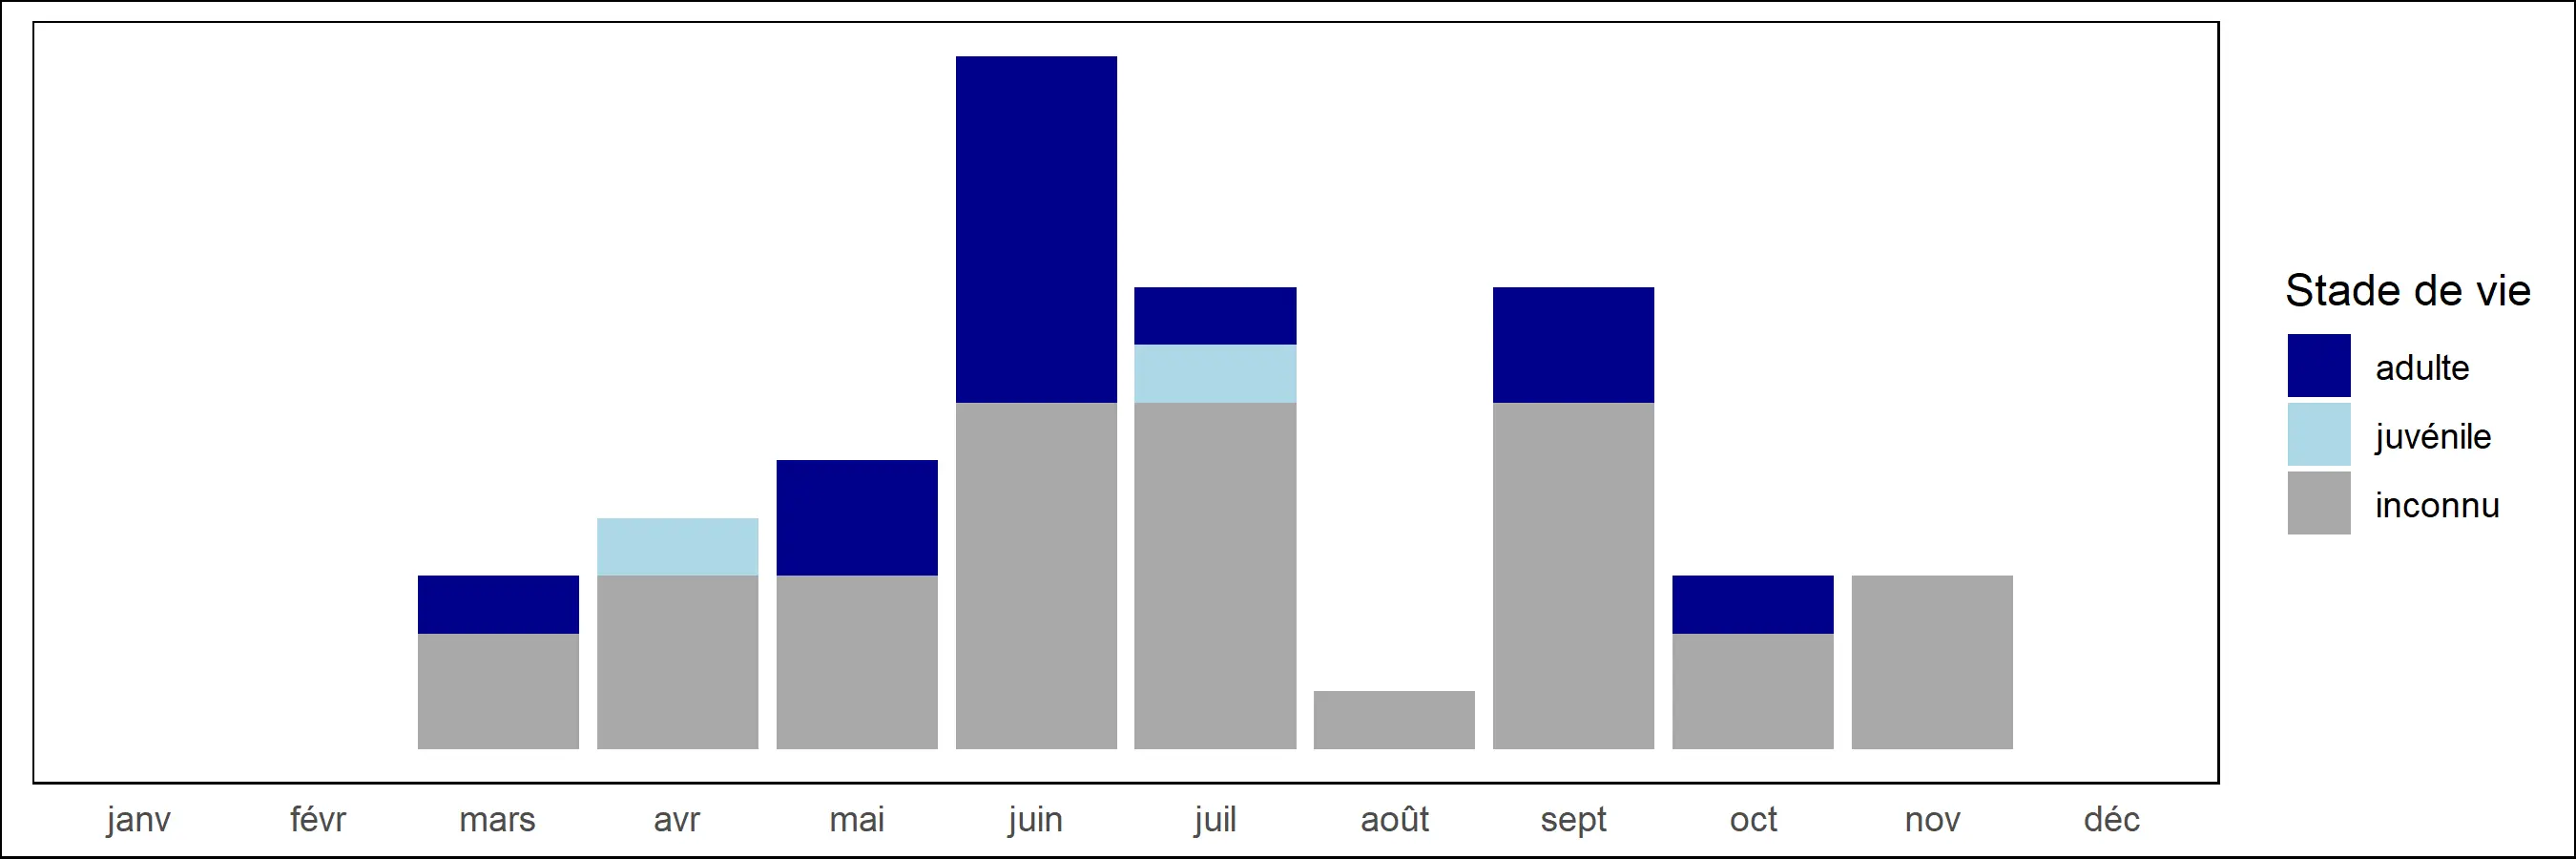 Stade de vie
adulte
juvénile
inconnu
janv févr mars avr mai juin juil août sept oct nov déc